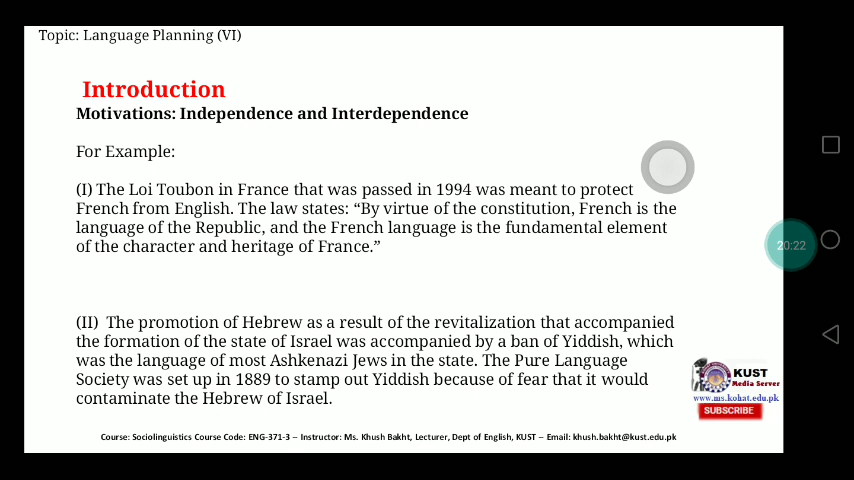 Topic: Language Planning (VI)
Introduction
Motivations: Independence and Interdependence
For Example:
(I) The Loi Toubon in France that was passed in 1994 was meant to protect
French from English. The law states: “By virtue of the constitution, French is the
language of the Republic, and the French language is the fundamental element
of the character and heritage of France.”
20:22
(II) The promotion of Hebrew as a result of the revitalization that accompanied
the formation of the state of Israel was accompanied by a ban of Yiddish, which
was the language of most Ashkenazi Jews in the state. The Pure Language
Society was set up in 1889 to stamp out Yiddish because of fear that it would
contaminate the Hebrew of Israel.
KUST
Media Server
www.ms.kohat.edu.pk
SUBSCRIBE
Course: Sociolinguistics Course Code: ENG-371-3 – Instructor: Ms. Khush Bakht, Lecturer, Dept of English, KUST – Email: khush.bakht@kust.edu.pk